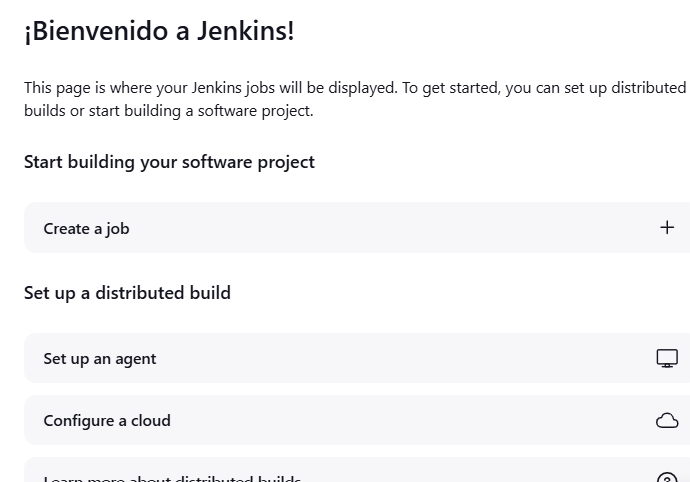 ¡Bienvenido a Jenkins!
This page is where your Jenkins jobs will be displayed. To get started, you can set up distributed
builds or start building a software project.
Start building your software project
Create a job
Set up a distributed build
Set up an agent
Configure a cloud
Learn more about distributed builds